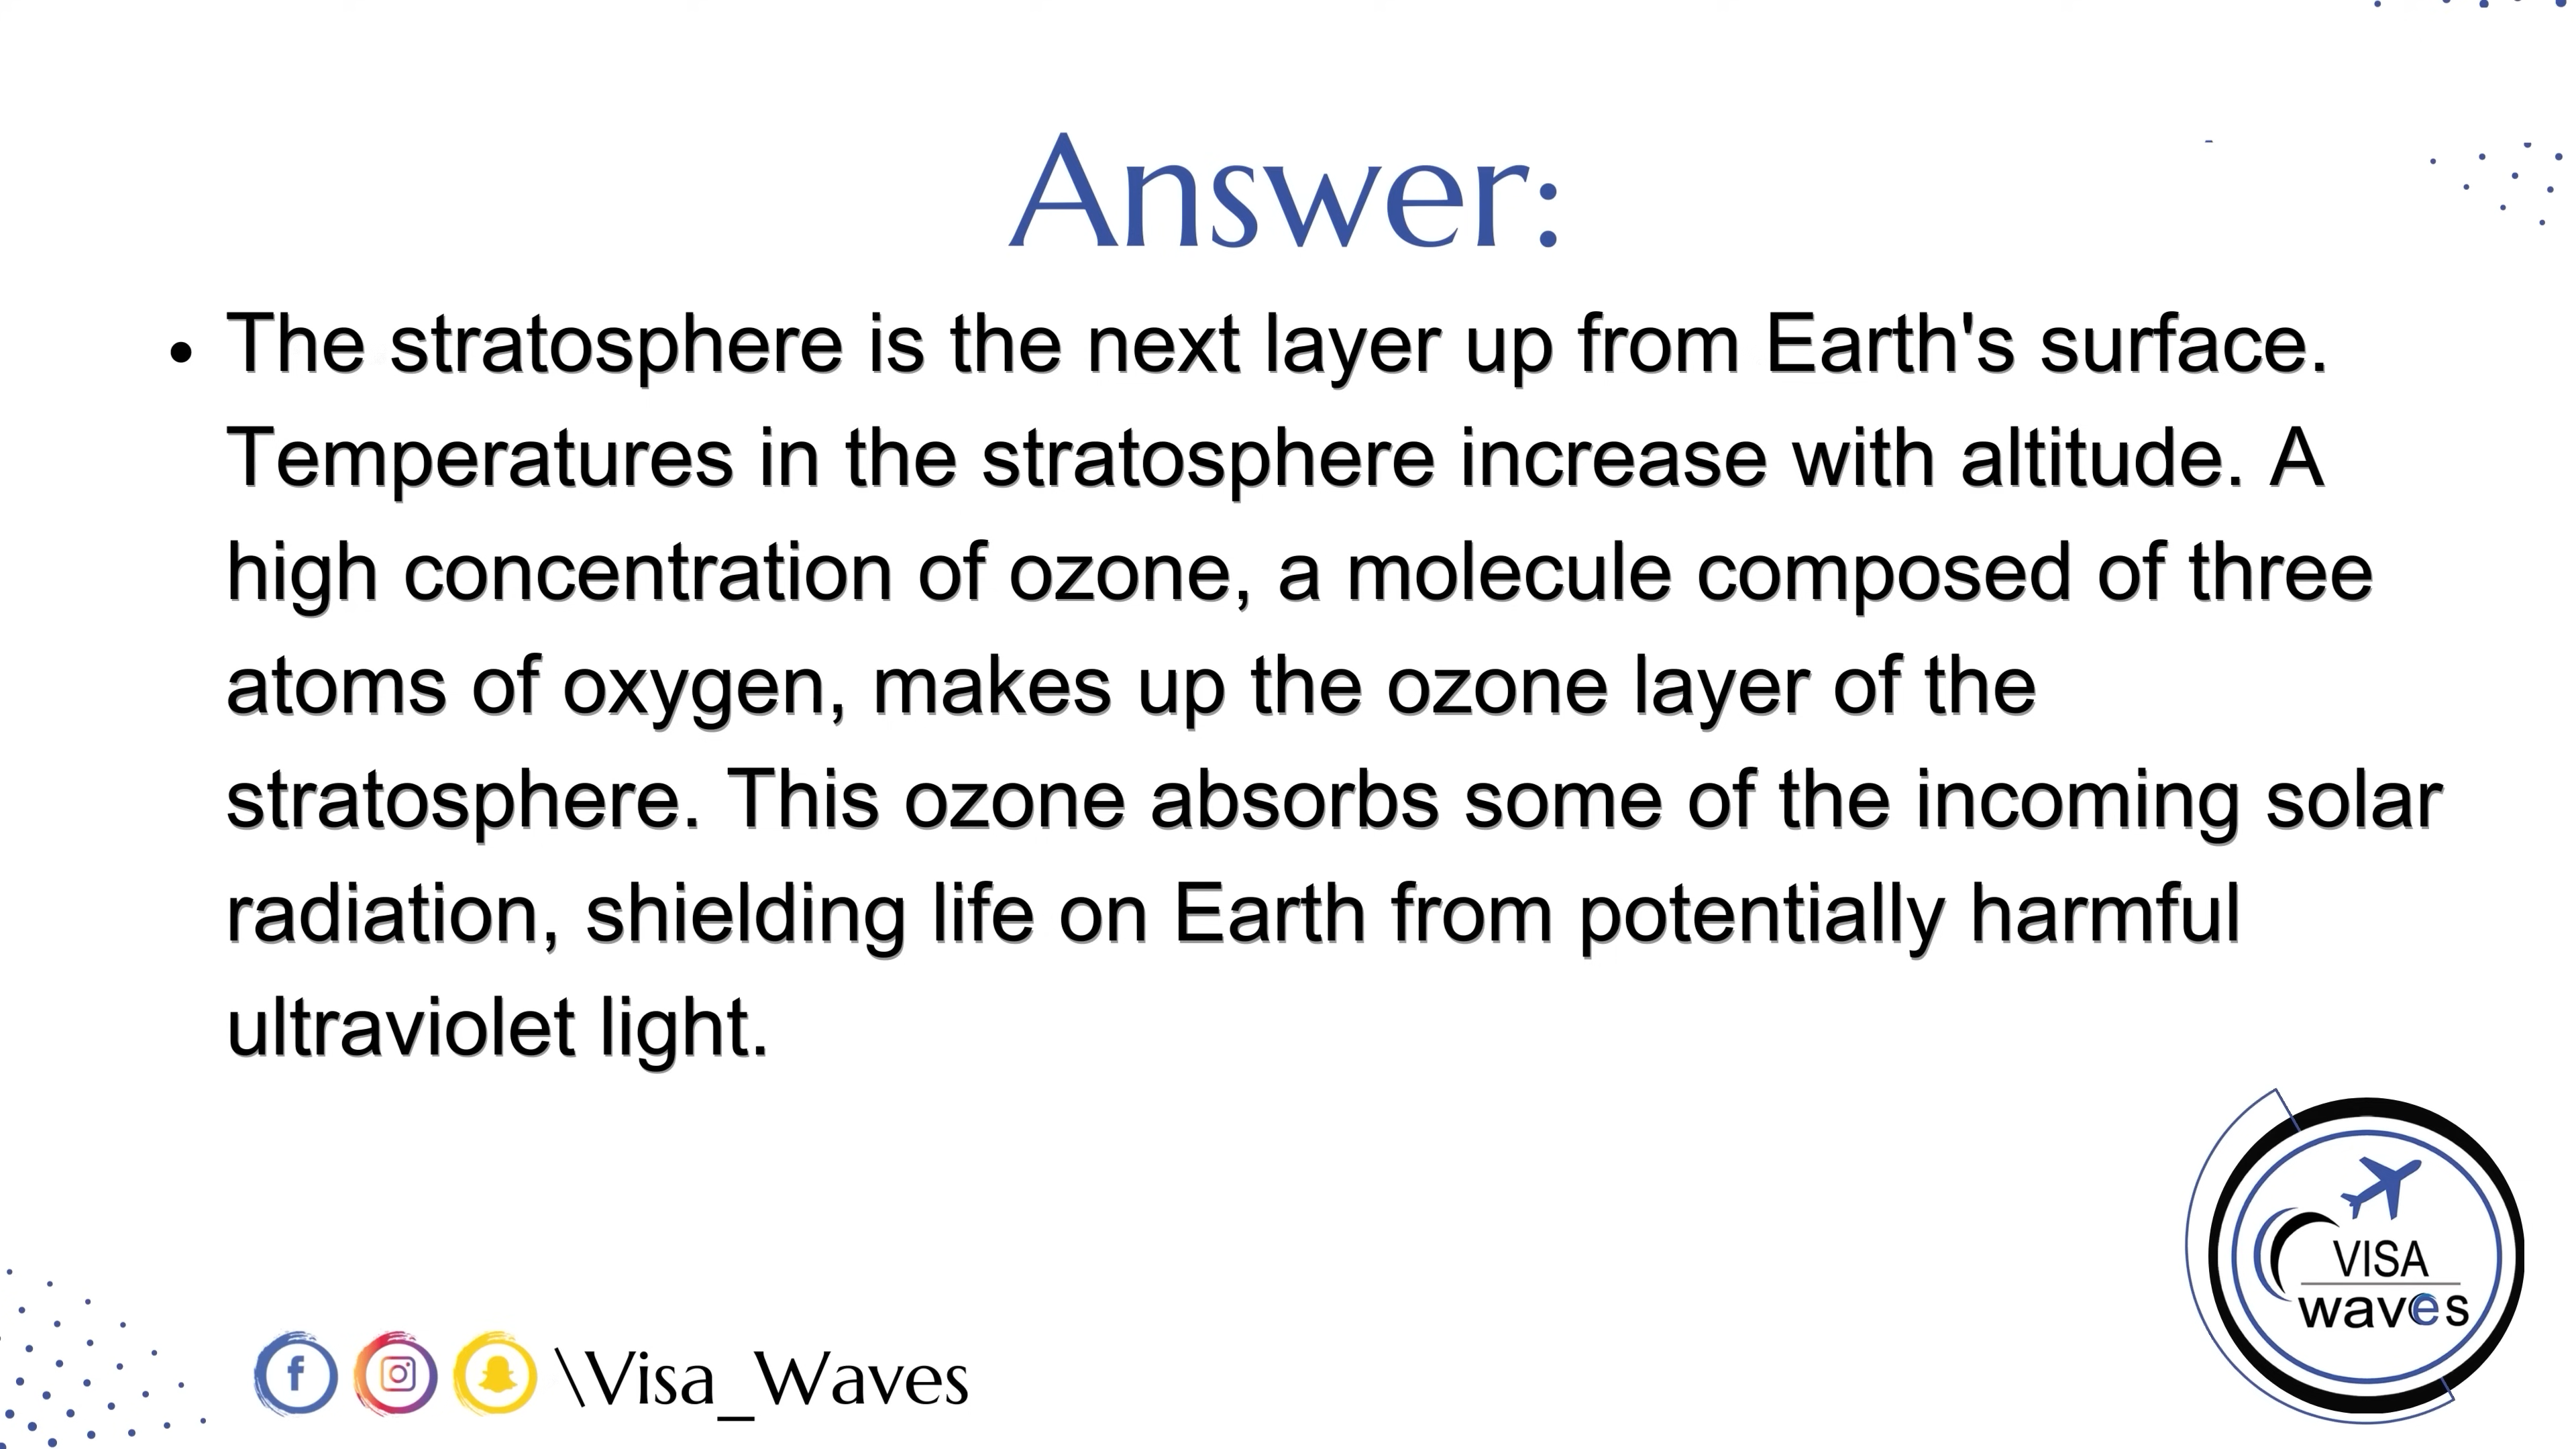 Answer:
• The stratosphere is the next layer up from Earth's surface.
Temperatures in the stratosphere increase with altitude. A
high concentration of ozone, a molecule composed of three
atoms of oxygen, makes up the ozone layer of the
stratosphere. This ozone absorbs some of the incoming solar
radiation, shielding life on Earth from potentially harmful
ultraviolet light.
VISA
waves
\Visa_Waves